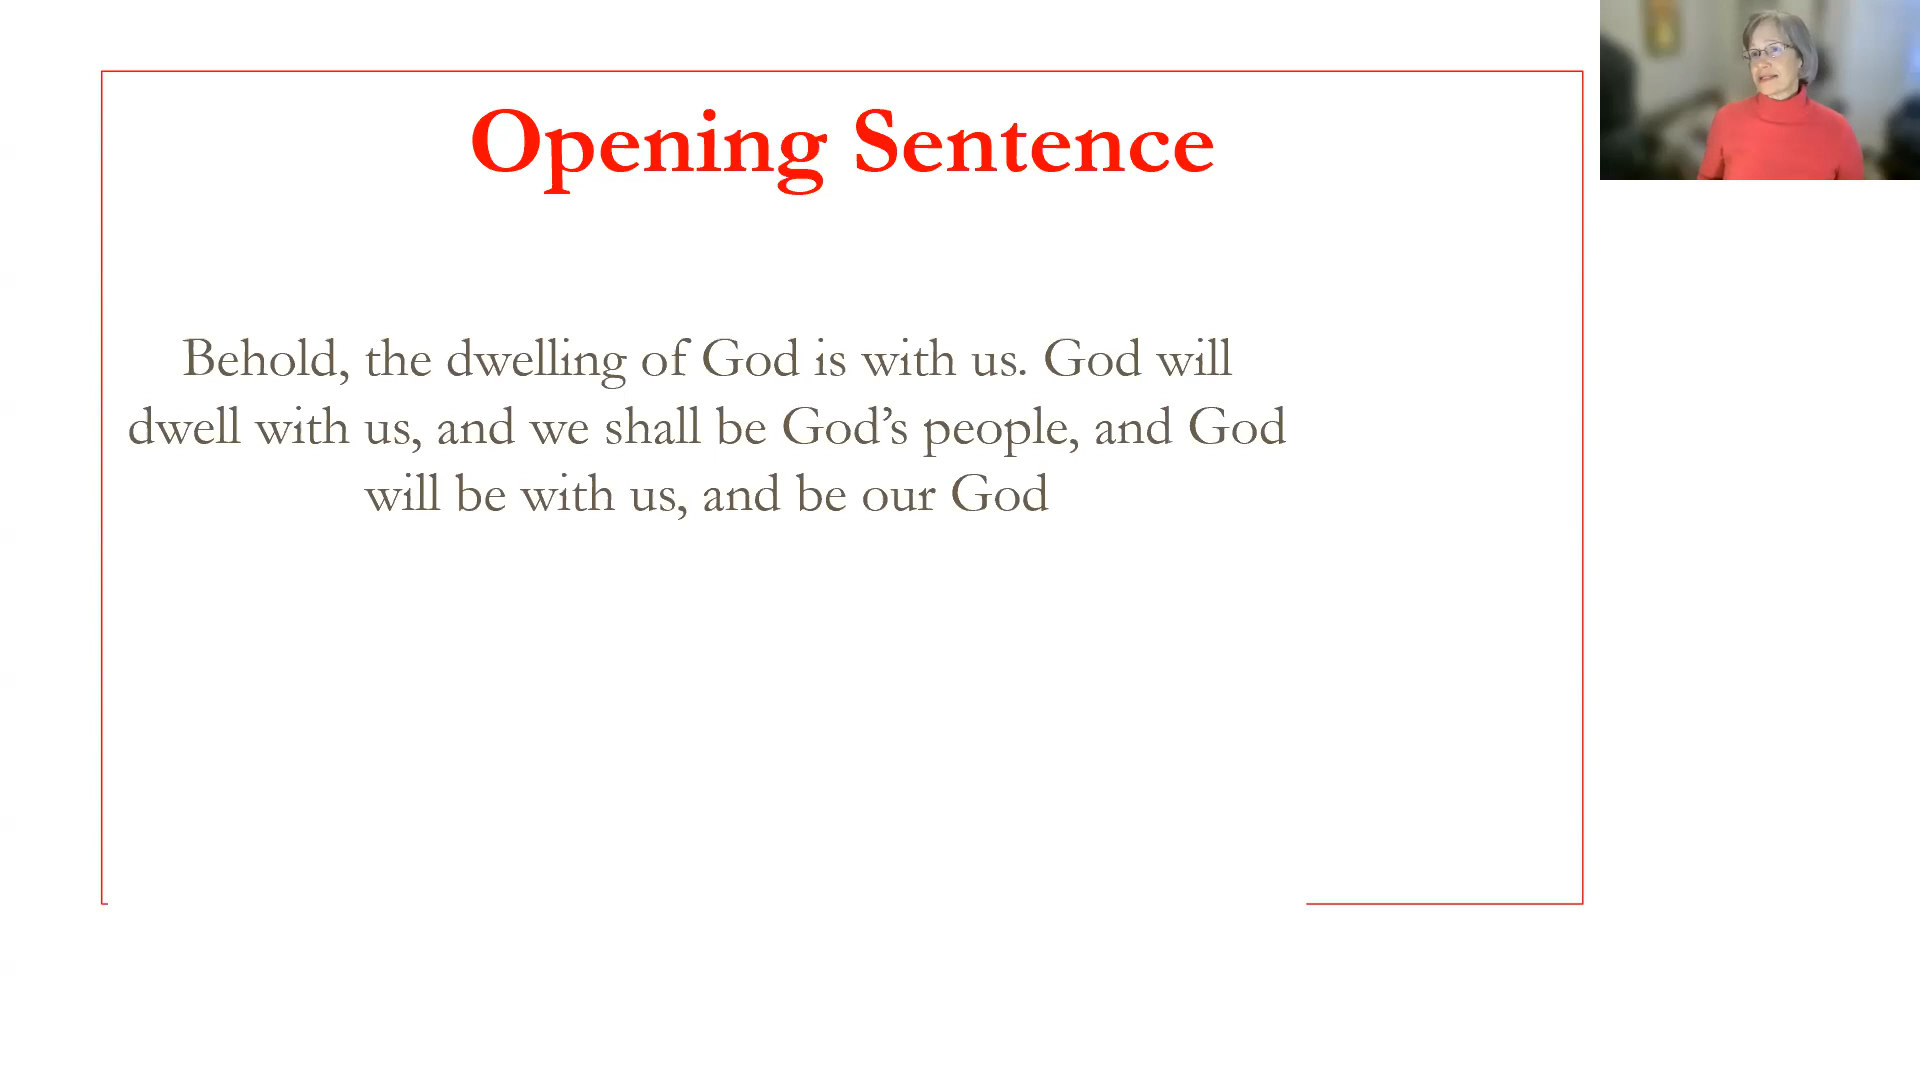 Opening Sentence
Behold, the dwelling of God is with us. God will
dwell with us, and we shall be God’s people, and God
will be with us, and be our God